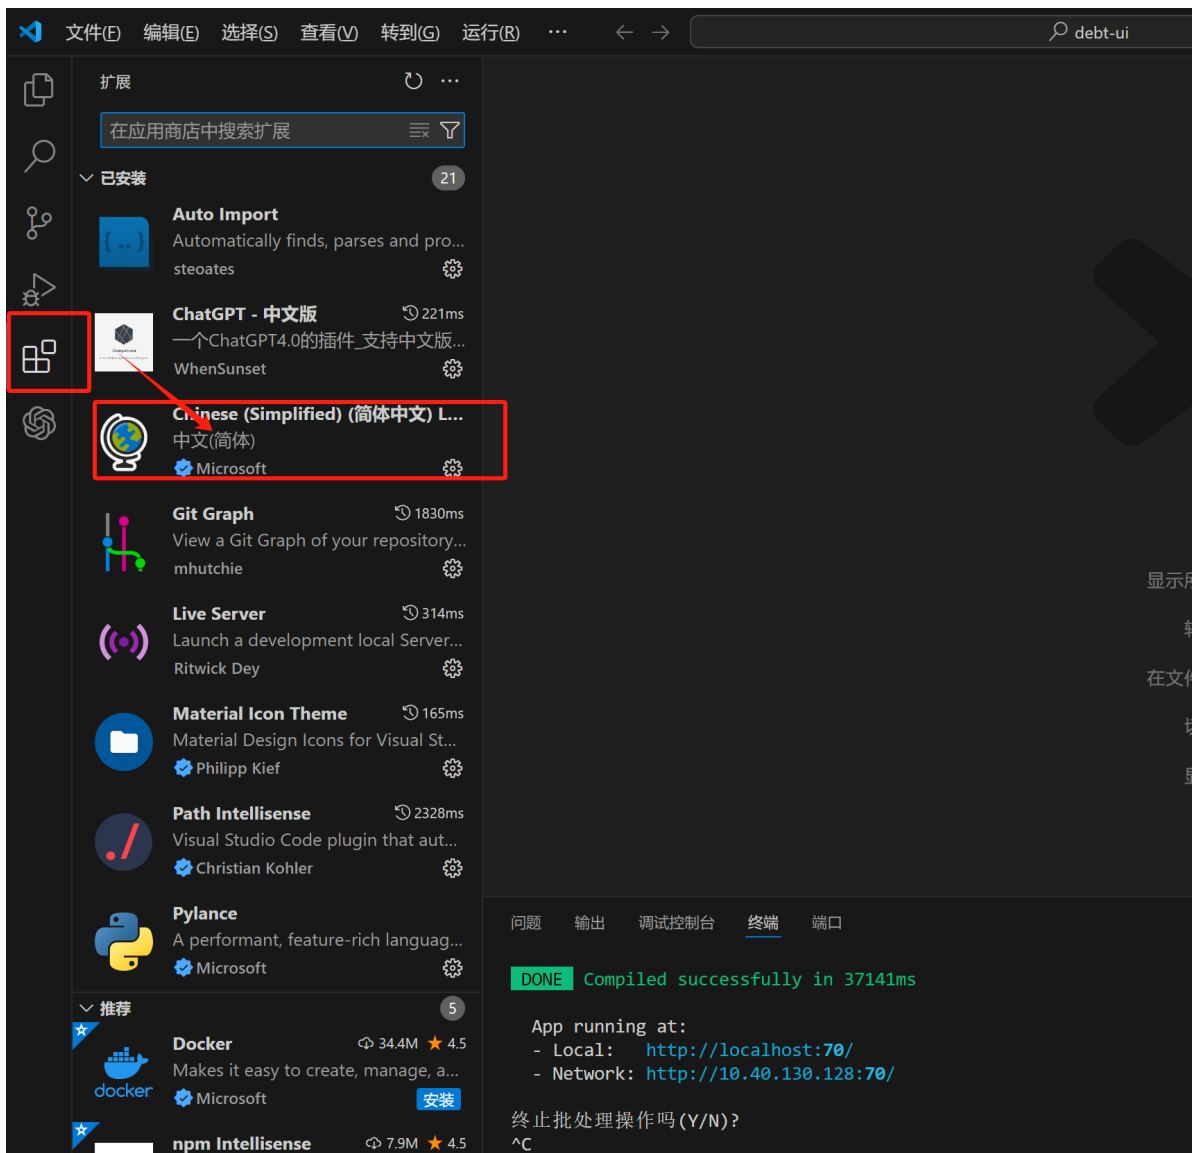 文件(F) 编辑(E) 选择(S) 查看(V) 转到(G) 运行(R) ··· debt-ui
扩展
在应用商店中搜索扩展
已安装 21
Auto Import
Automatically finds, parses and pro...
steoates
ChatGPT - 中文版 221ms
一个ChatGPT4.0的插件_支持中文版...
WhenSunset
Chinese (Simplified) (简体中文) L...
中文(简体)
Microsoft
Git Graph 1830ms
View a Git Graph of your repository...
mhutchie
Live Server 314ms
Launch a development local Server...
Ritwick Dey
Material Icon Theme 165ms
Material Design Icons for Visual St...
Philipp Kief
Path Intellisense 2328ms
Visual Studio Code plugin that aut...
Christian Kohler
Pylance
A performant, feature-rich languag...
Microsoft
推荐 5
Docker 34.4M 4.5
Makes it easy to create, manage, a...
docker
Microsoft 安装
npm Intellisense 7.9M 4.5
显示
在文件
问题 输出 调试控制台 终端 端口
DONE Compiled successfully in 37141ms
App running at:
- Local: http://localhost:70/
- Network: http://10.40.130.128:70/
终止批处理操作吗(Y/N)?
^C